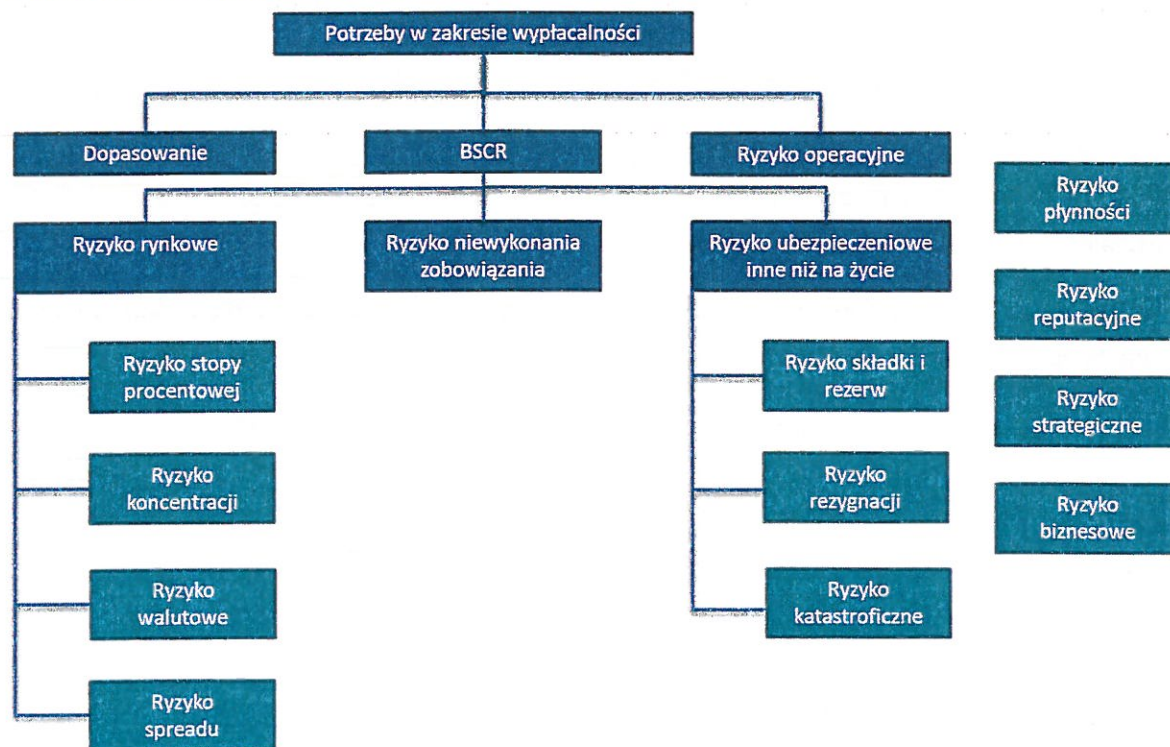 Potrzeby w zakresie wypłacalności
Dopasowanie
BSCR
Ryzyko operacyjne
Ryzyko rynkowe
Ryzyko niewykonania
zobowiązania
Ryzyko ubezpieczeniowe
inne niż na życie
Ryzyko stopy
procentowej
Ryzyko
koncentracji
Ryzyko
walutowe
Ryzyko
spreadu
Ryzyko składki i
rezerw
Ryzyko
rezygnacji
Ryzyko
katastroficzne
Ryzyko
płynności
Ryzyko
reputacyjne
Ryzyko
strategiczne
Ryzyko
biznesowe